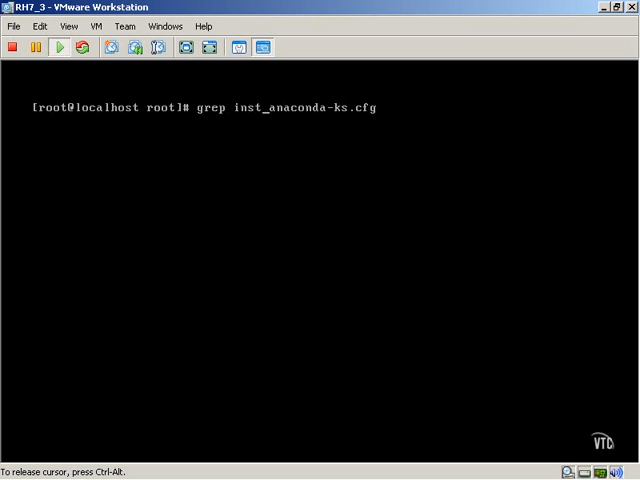 RH7_3 - VMware Workstation
File Edit View VM Team Windows Help
[root@localhost root]# grep inst_anaconda-ks.cfg
VTC
To release cursor, press Ctrl-Alt.